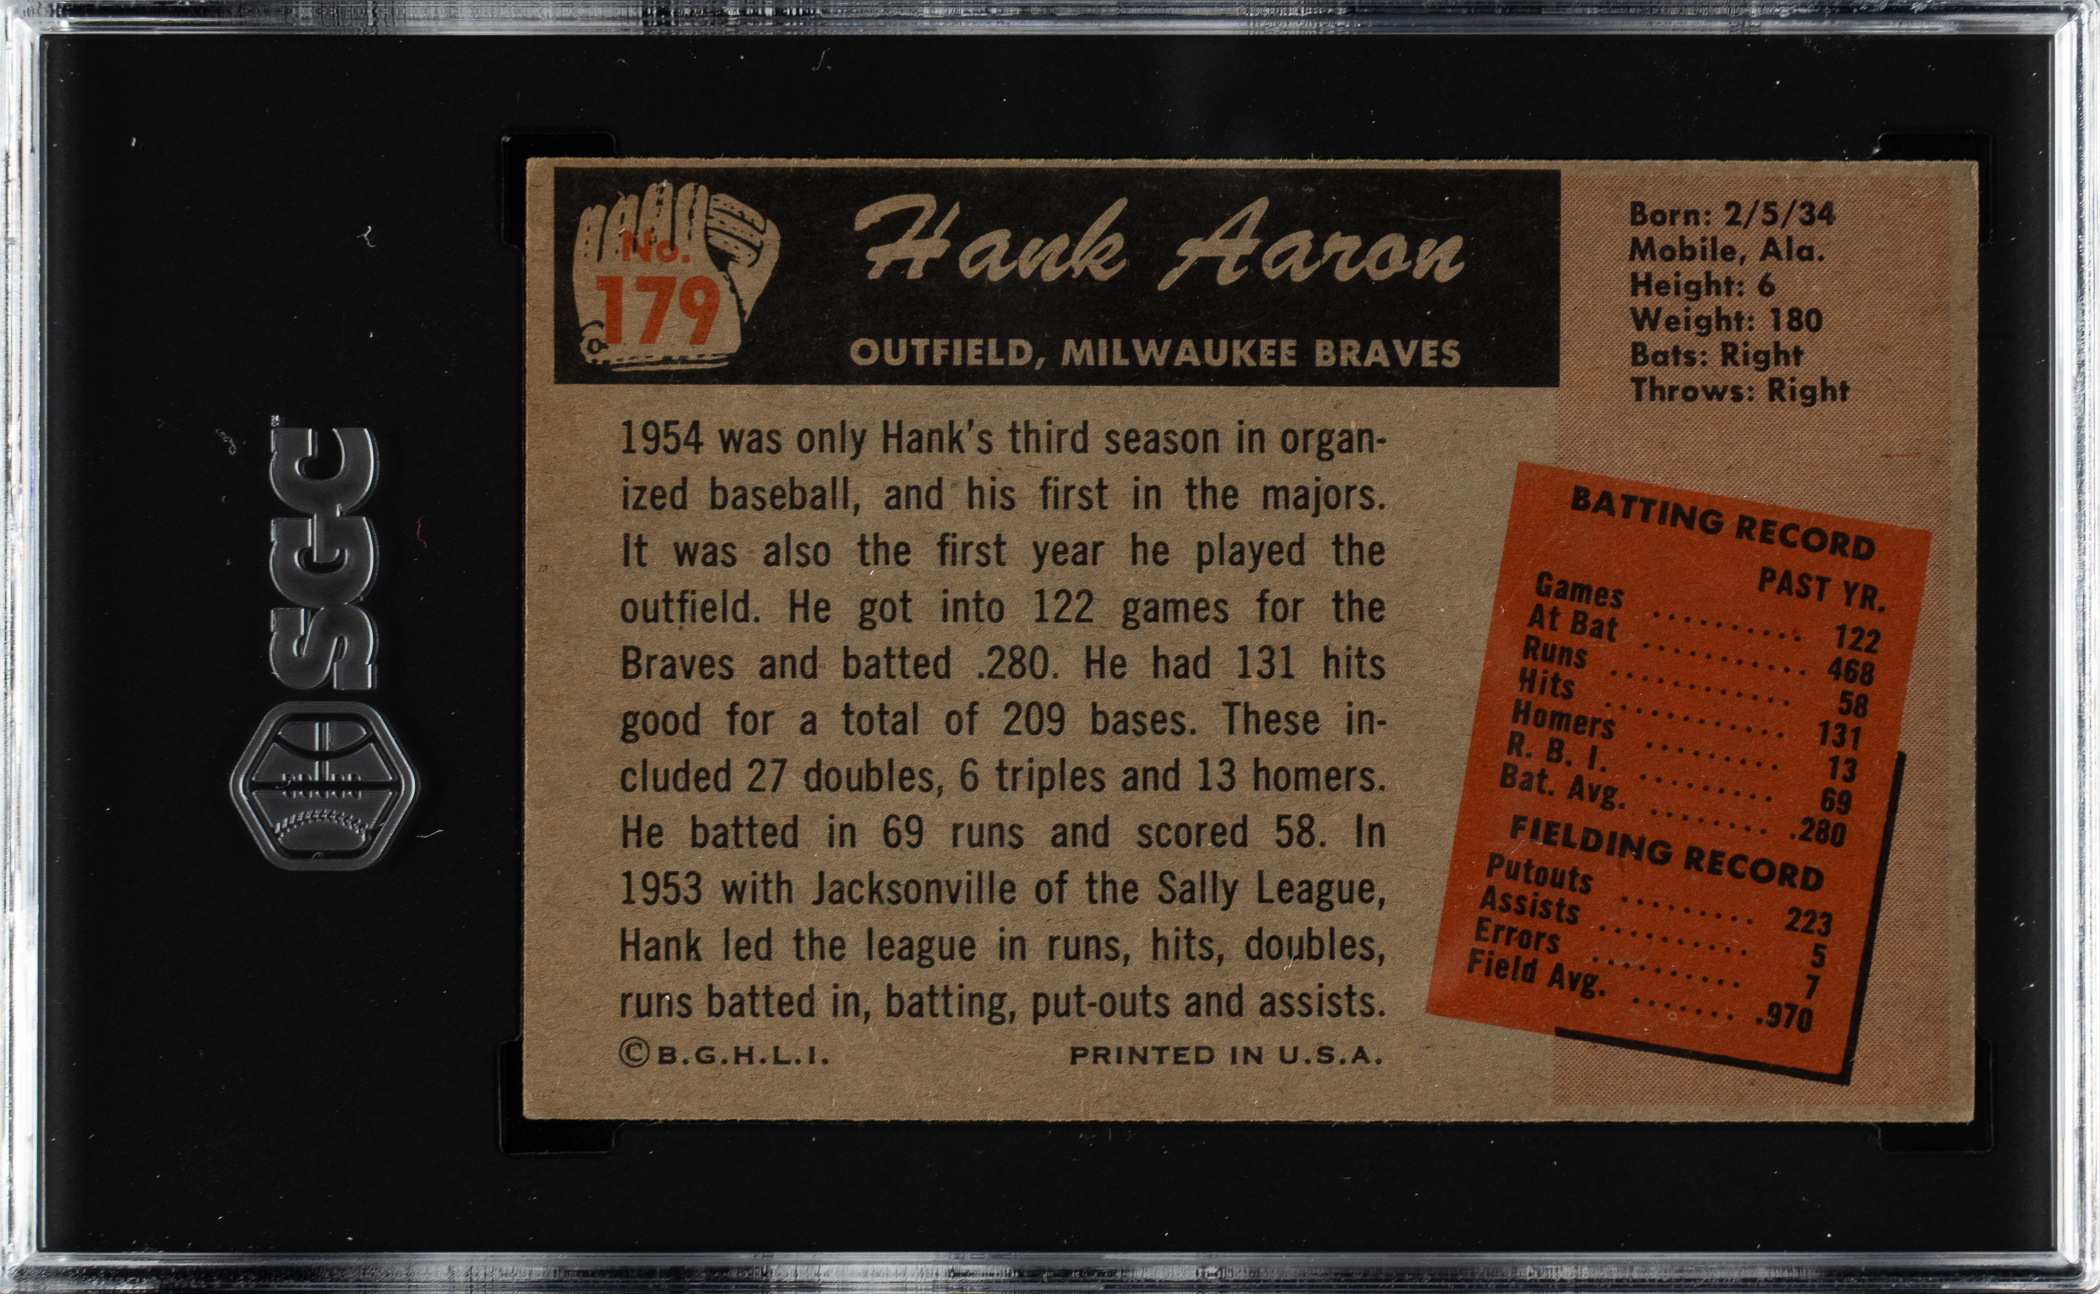 SGC
No.
179
Hank Aaron
OUTFIELD, MILWAUKEE BRAVES
Born: 2/5/34
Mobile, Ala.
Height: 6
Weight: 180
Bats: Right
Throws: Right
1954 was only Hank's third season in organ-
ized baseball, and his first in the majors.
It was also the first year he played the
outfield. He got into 122 games for the
Braves and batted .280. He had 131 hits
good for a total of 209 bases. These in-
cluded 27 doubles, 6 triples and 13 homers.
He batted in 69 runs and scored 58. In
1953 with Jacksonville of the Sally League,
Hank led the league in runs, hits, doubles,
runs batted in, batting, put-outs and assists.
©B.G.H.L.I. PRINTED IN U.S.A.
BATTING RECORD
PAST YR.
Games .......... 122
At Bat ........... 468
Runs ............ 58
Hits ............ 131
Homers ......... 13
R. B. I. ......... 69
Bat. Avg. ........ .280
FIELDING RECORD
Putouts ......... 223
Assists .......... 5
Errors .......... 7
Field Avg. ....... .970